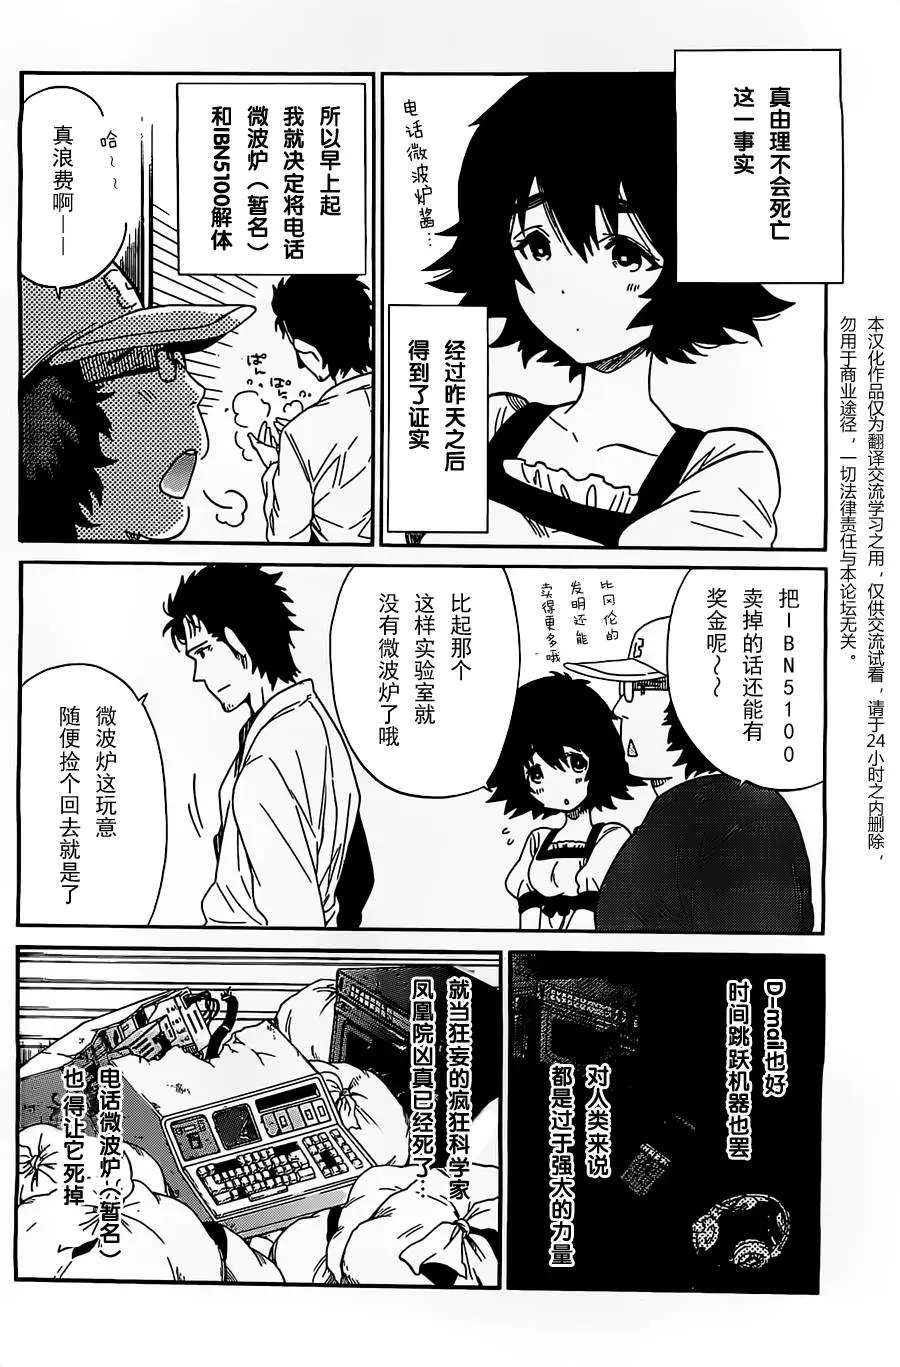 真由理不会死亡
这一事实
电话微波炉酱…
经过昨天之后
得到了证实
所以早上起
我就决定将电话
微波炉（暂名）
和IBN5100解体
哈~~
真浪费啊——
ぱん
ぱん
把IBN5100
卖掉的话还能有
奖金呢~~
比冈伦的
发明还能
卖得更多哦
比起那个
这样实验室就
没有微波炉了哦
微波炉这玩意
随便捡个回去就是了
D-mail也好
时间跳跃机器也罢
对人类来说
都是过于强大的力量
就当狂妄的疯狂科学家
凤凰院凶真已经死了…
电话微波炉（暂名）
也得让它死掉
本汉化作品仅为翻译交流学习之用，仅供交流试看，请于24小时之内删除，
勿用于商业途径，一切法律责任与本论坛无关。